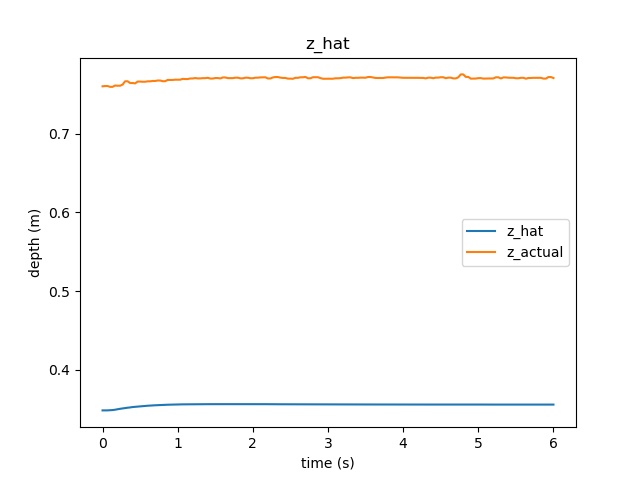 z_hat
depth (m)
0.7
0.6
0.5
0.4
z_hat
z_actual
0 1 2 3 4 5 6
time (s)